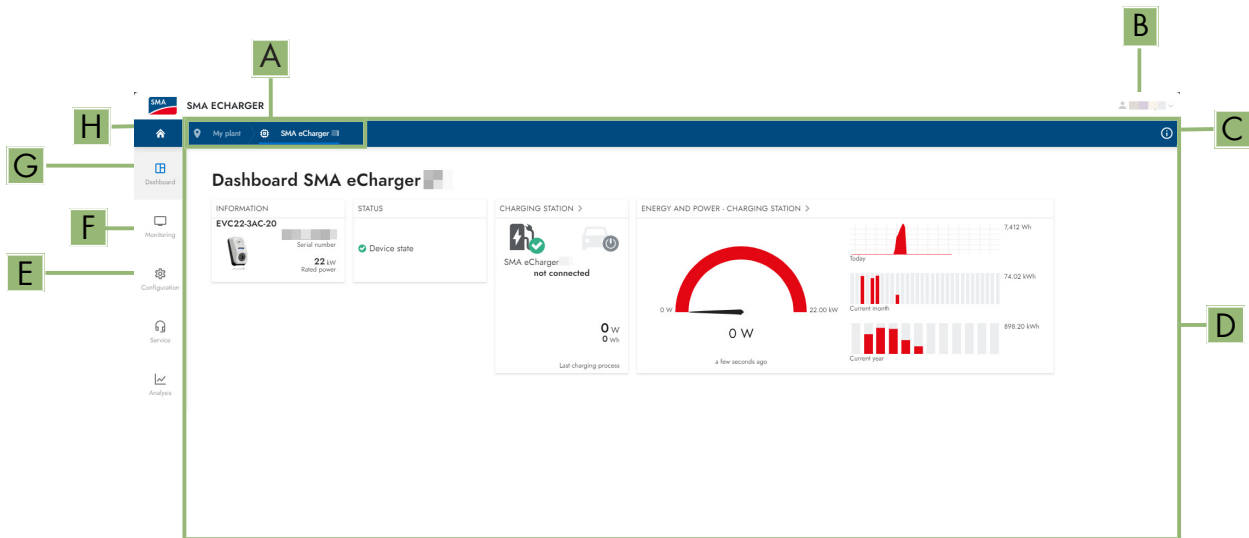 B
A
SMA
SMA ECHARGER
H
My plant
SMA eCharger
C
G
Dashboard
Dashboard SMA eCharger
INFORMATION
STATUS
CHARGING STATION >
ENERGY AND POWER - CHARGING STATION >
EVC22-3AC-20
Serial number
22 kW
Rated power
Device state
SMA eCharger
not connected
0 W
0 Wh
Last charging process
0 W
22.00 kW
0 W
a few seconds ago
7,412 Wh
Today
74.02 kWh
Current month
898.20 kWh
Current year
F
Monitoring
E
Configuration
D
Service
Analysis